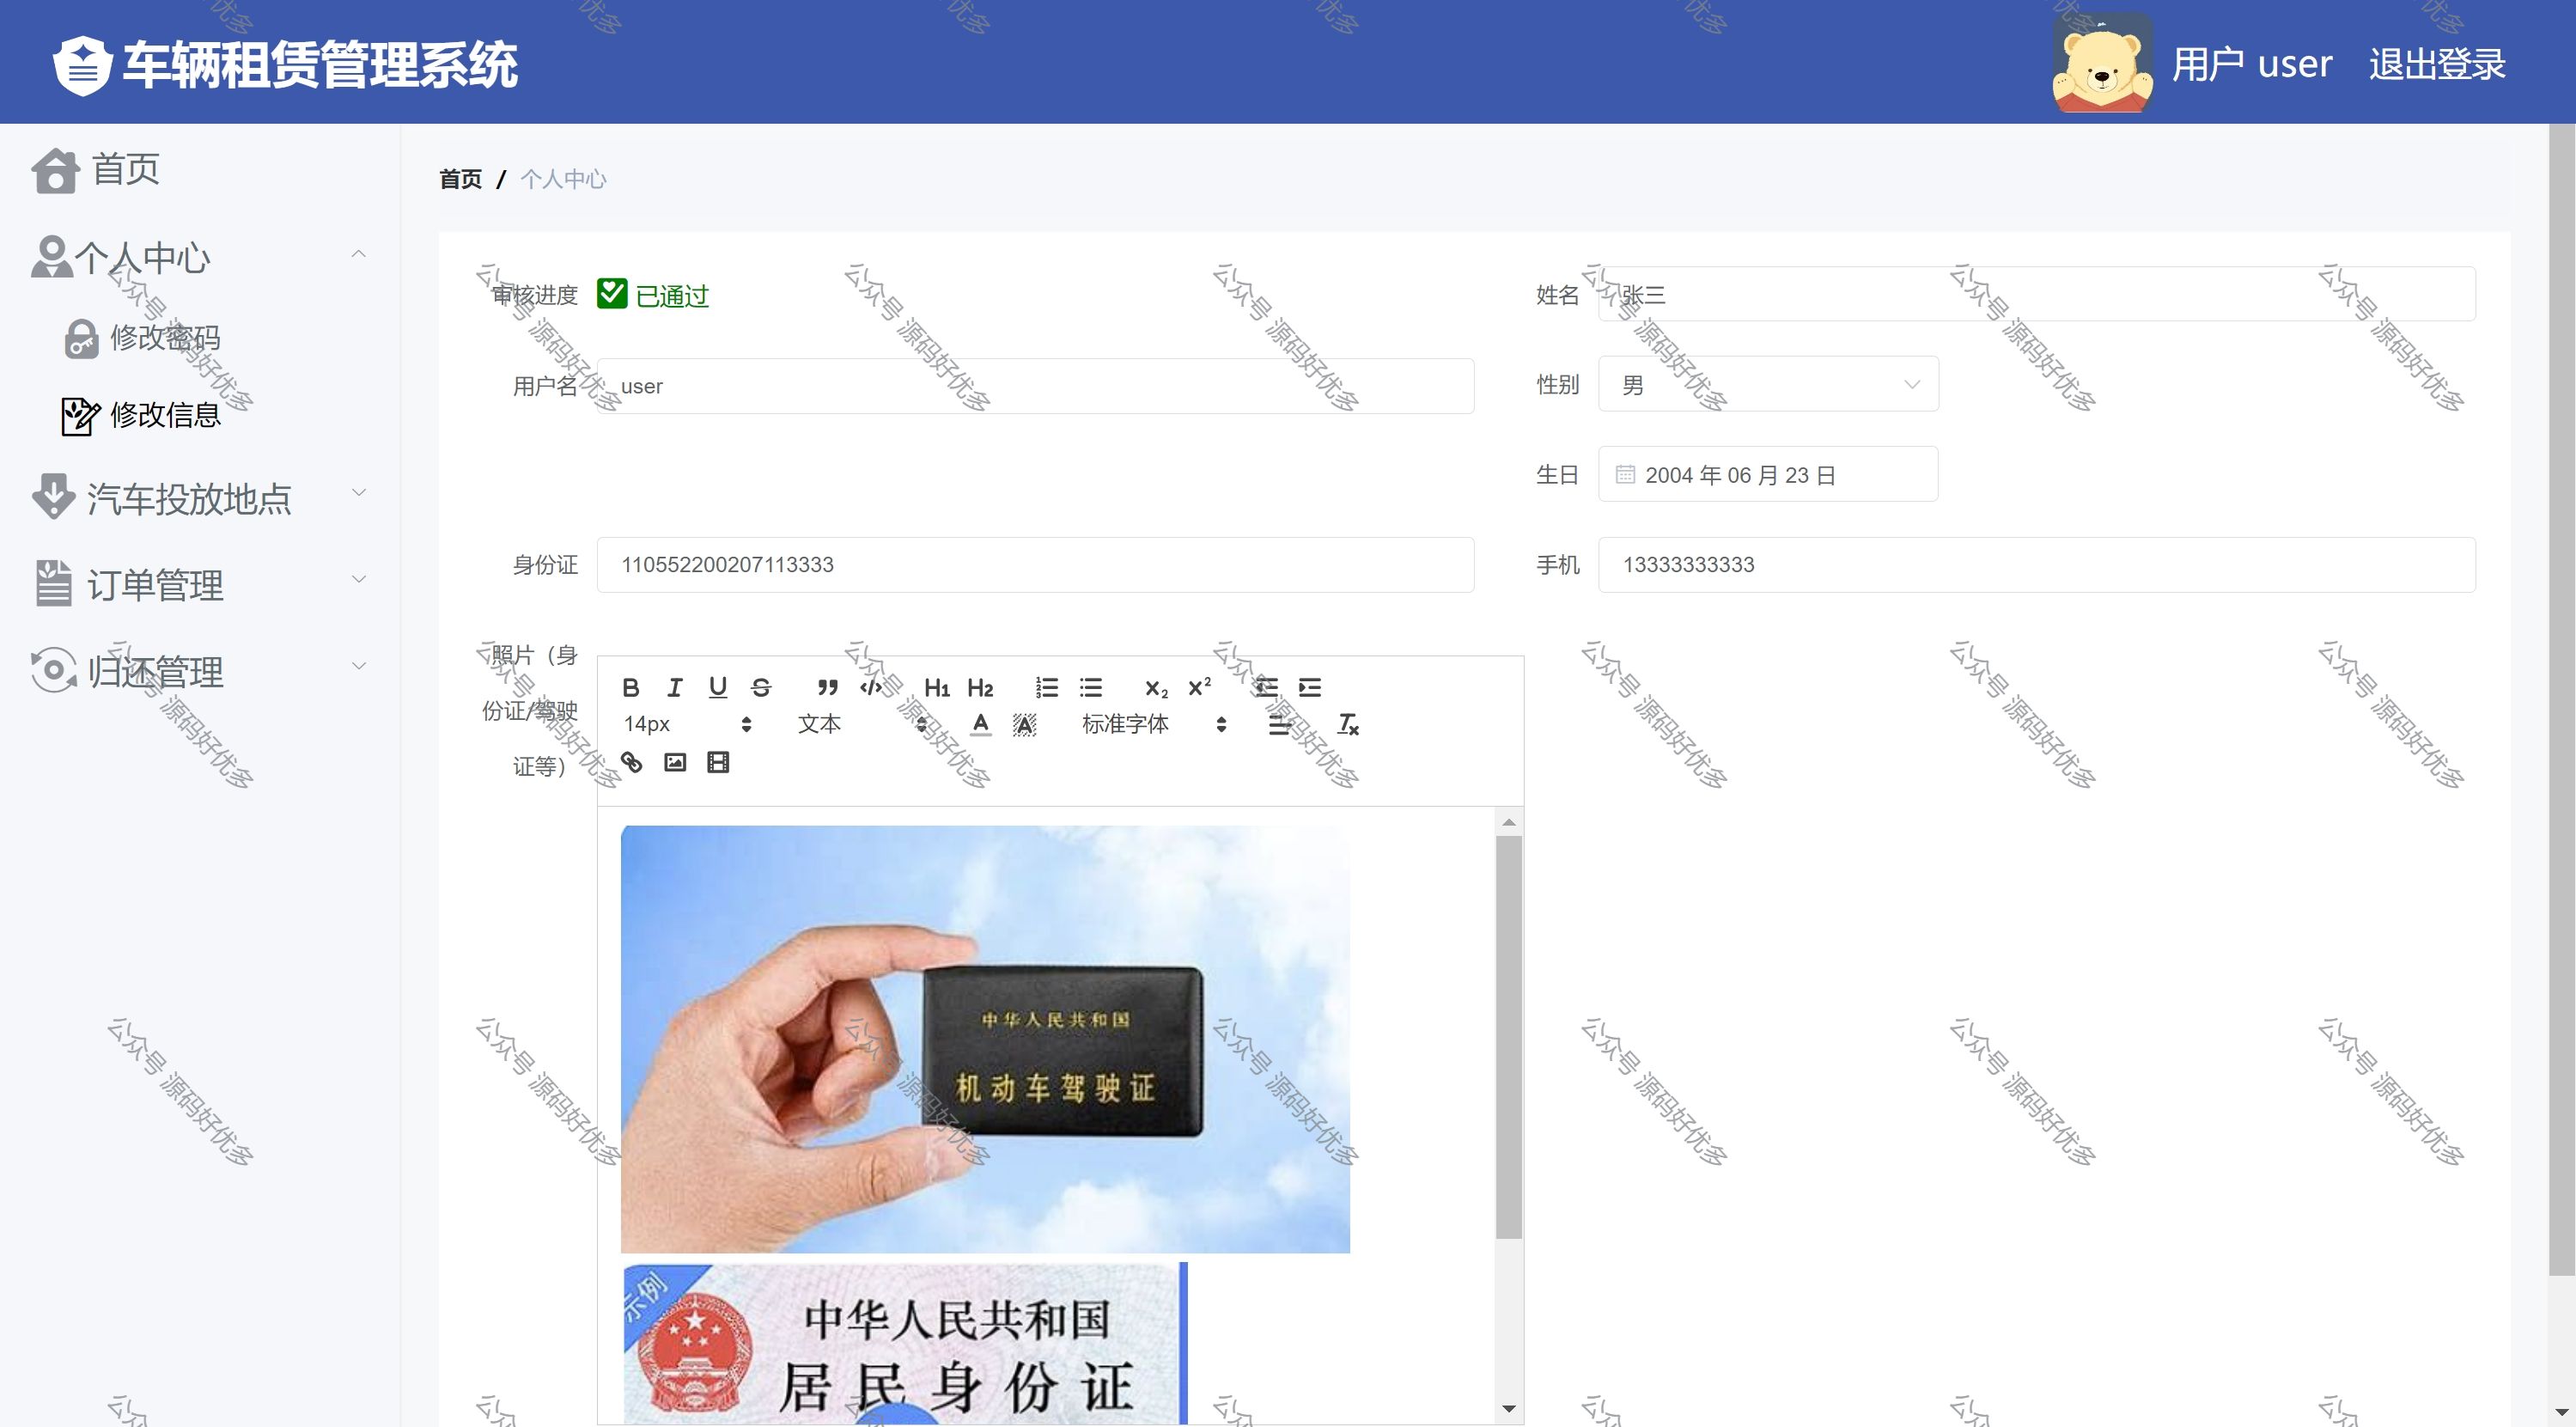 车辆租赁管理系统
用户 user 退出登录
首页
个人中心
修改密码
修改信息
汽车投放地点
订单管理
归还管理
首页 / 个人中心
审核进度 已通过
姓名 张三
用户名 user
性别 男
生日 2004 年 06 月 23 日
身份证 110552200207113333
手机 13333333333
照片（身
份证/驾驶
证等）
B I U S H1 H2 X2 X2
14px 文本 A A 标准字体 Tx
中华人民共和国
机动车驾驶证
示例
中华人民共和国
居民身份证
公众号 源码好优多